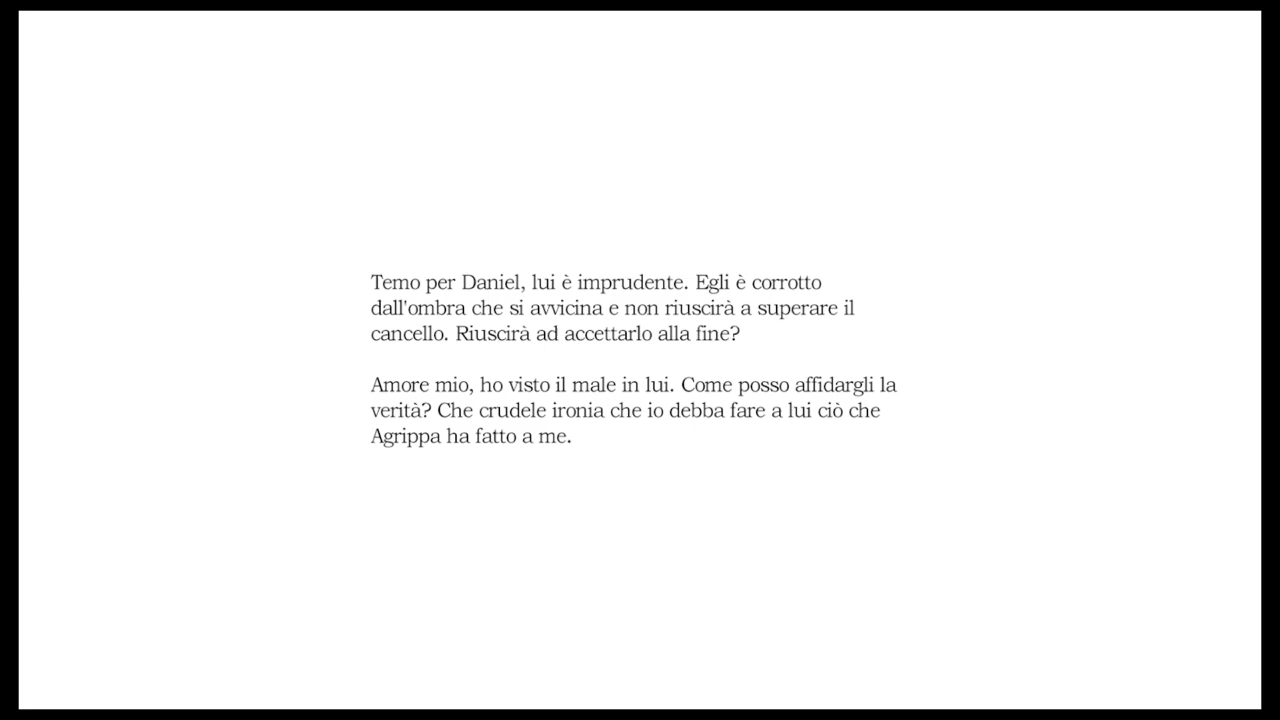 Temo per Daniel, lui è imprudente. Egli è corrotto
dall'ombra che si avvicina e non riuscirà a superare il
cancello. Riuscirà ad accettarlo alla fine?
Amore mio, ho visto il male in lui. Come posso affidargli la
verità? Che crudele ironia che io debba fare a lui ciò che
Agrippa ha fatto a me.